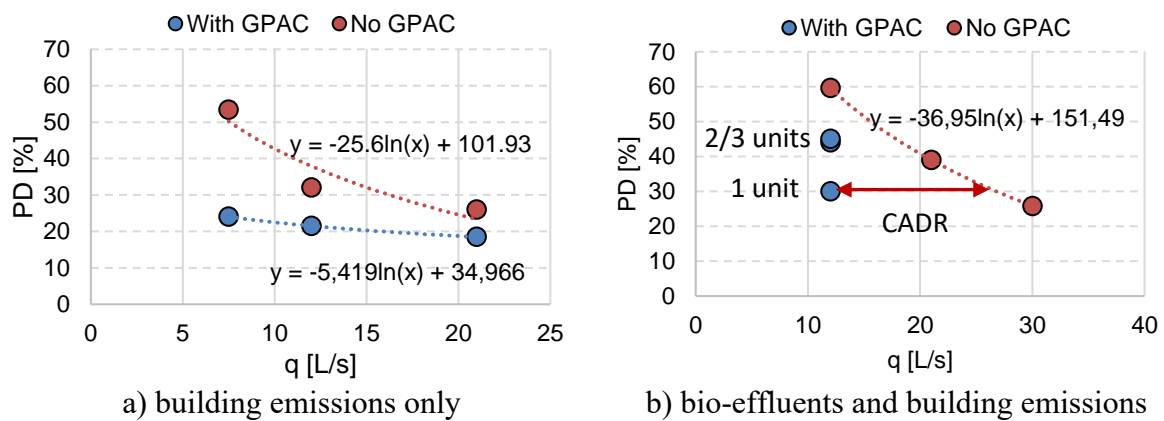 With GPAC No GPAC
70
60
50
40
30
20
10
0
PD [%]
y = -25.6ln(x) + 101.93
y = -5,419ln(x) + 34,966
0 5 10 15 20 25
q [L/s]
a) building emissions only
With GPAC No GPAC
70
60
50
40
30
20
10
0
PD [%]
y = -36,95ln(x) + 151,49
2/3 units
1 unit
CADR
0 10 20 30 40
q [L/s]
b) bio-effluents and building emissions